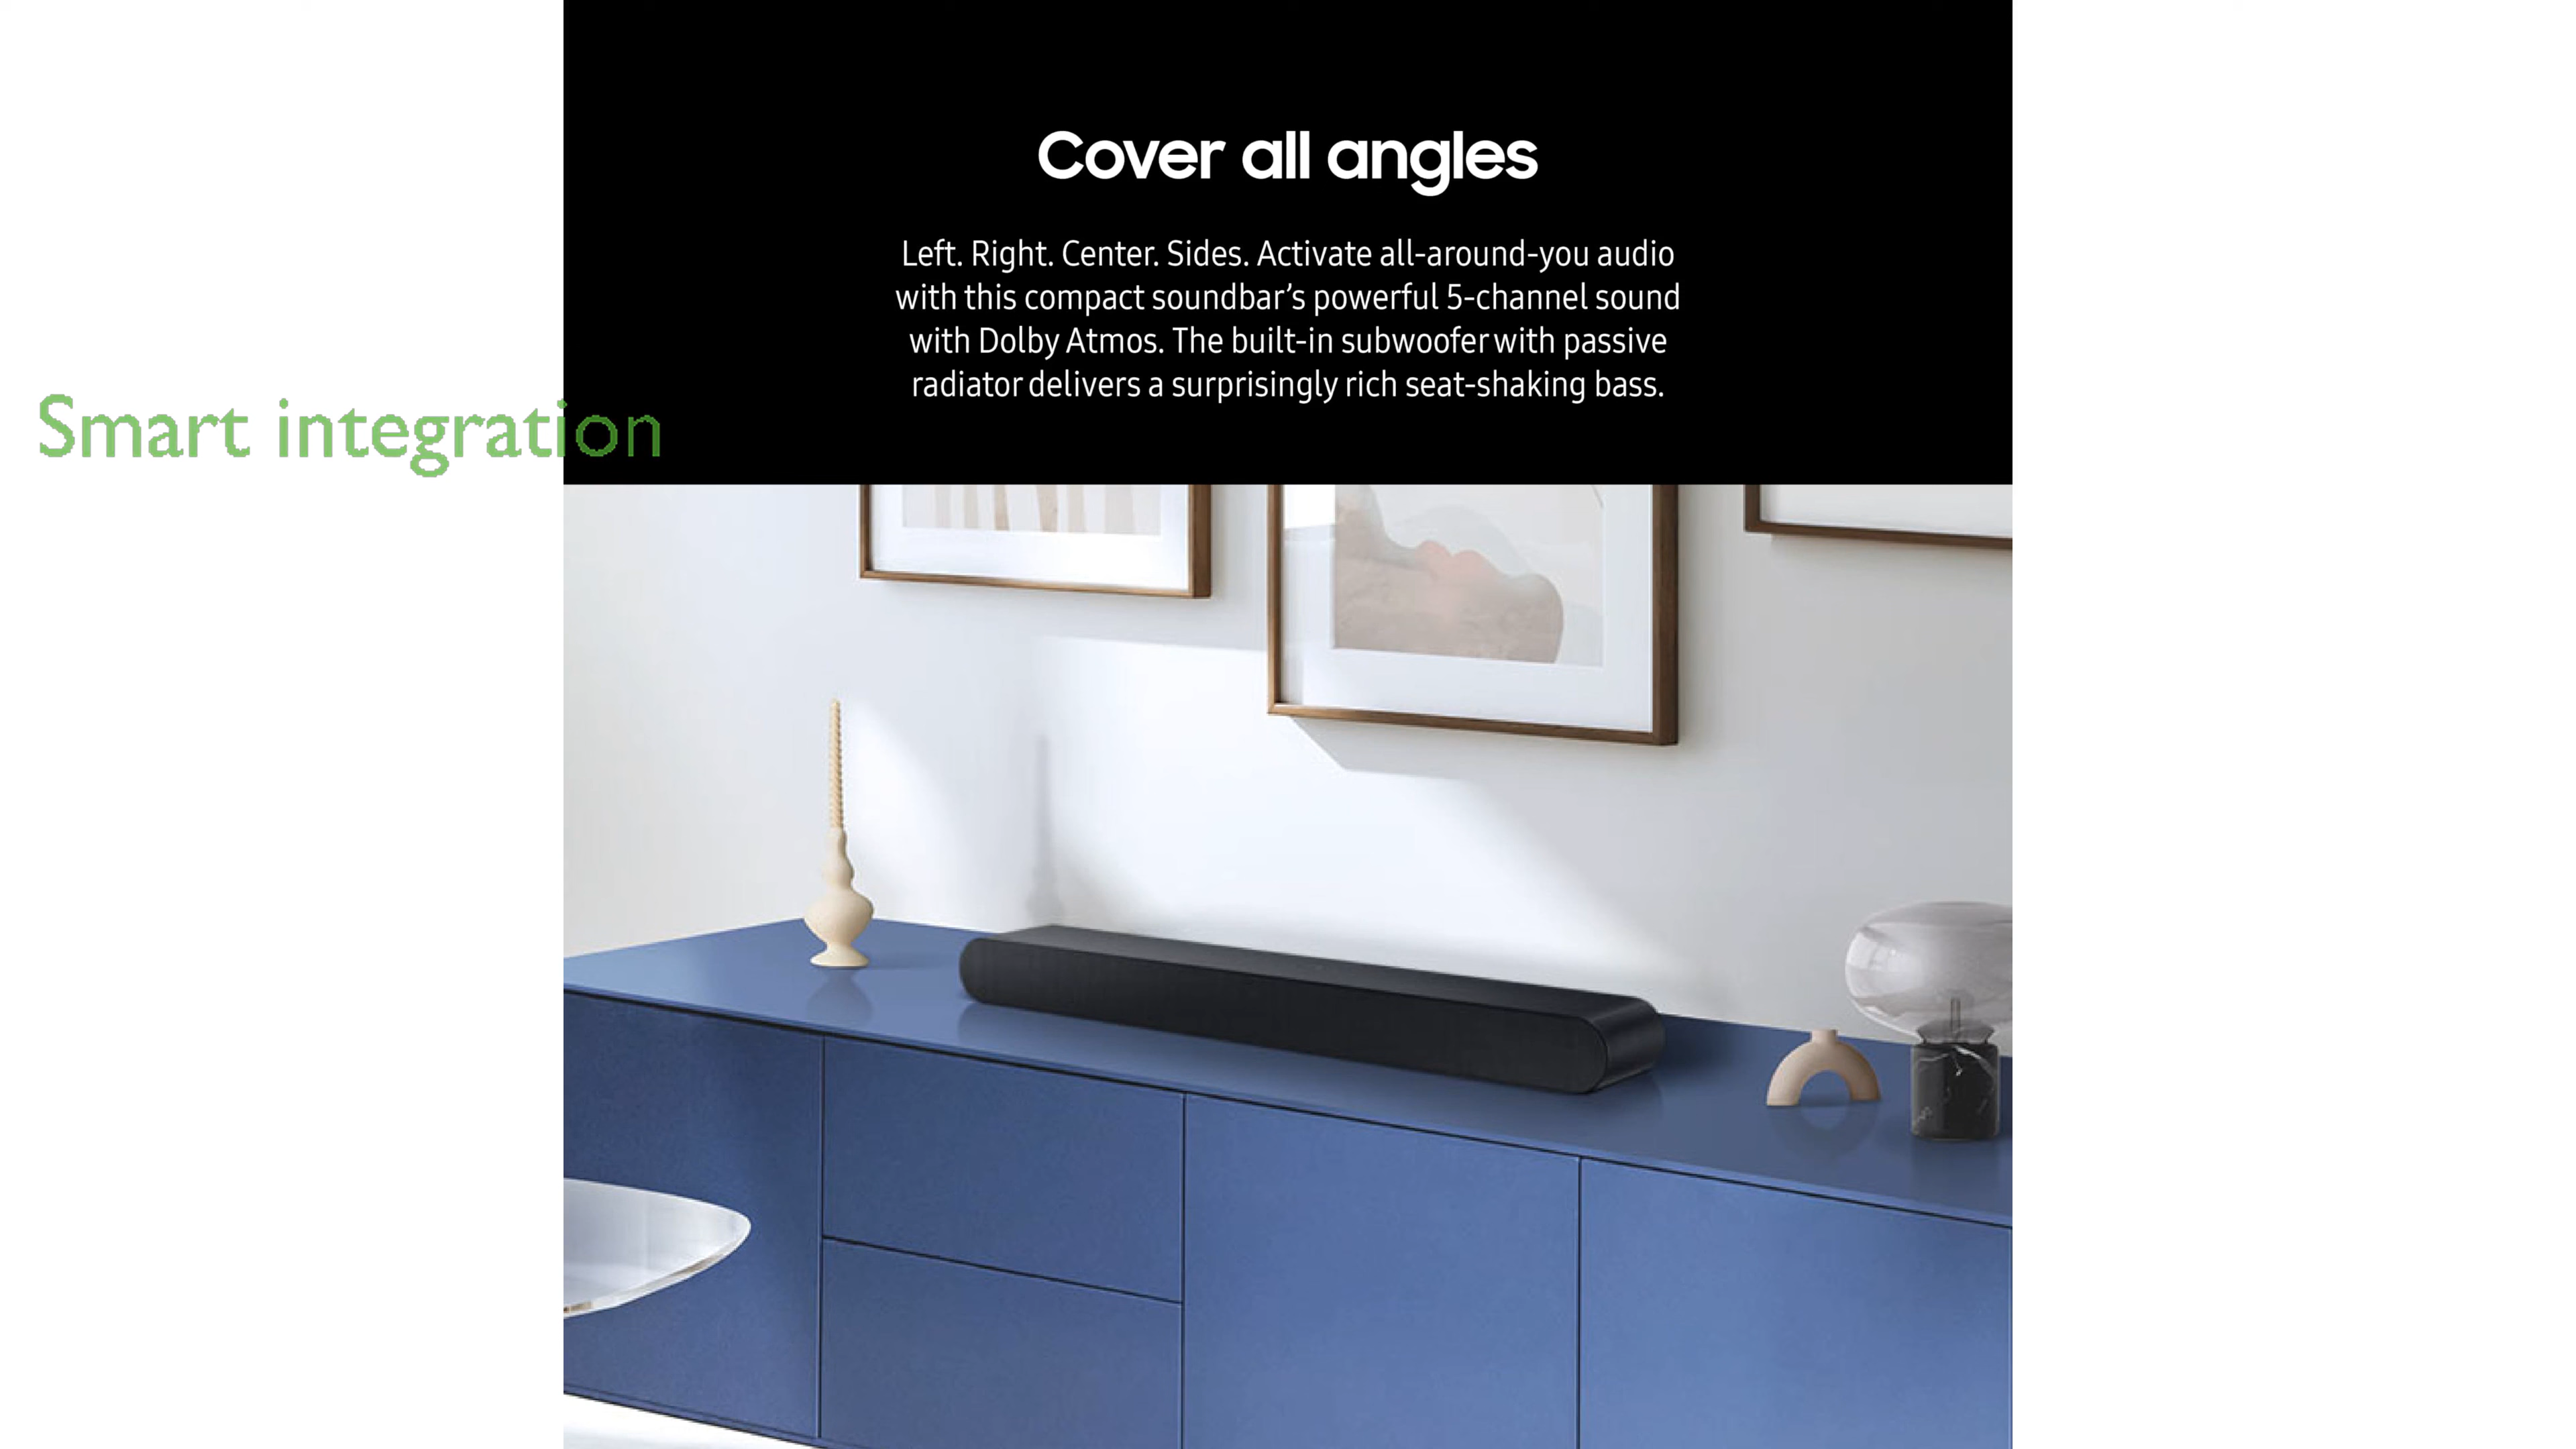 Cover all angles
Left. Right. Center. Sides. Activate all-around-you audio
with this compact soundbar’s powerful 5-channel sound
with Dolby Atmos. The built-in subwoofer with passive
radiator delivers a surprisingly rich seat-shaking bass.
Smart integration